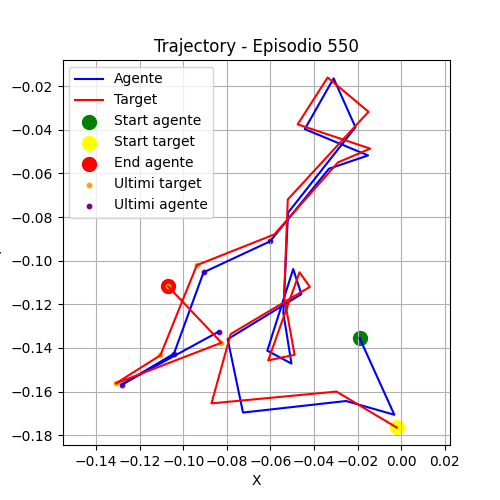 Trajectory - Episodio 550
Agente
Target
Start agente
Start target
End agente
Ultimi target
Ultimi agente
−0.02
−0.04
−0.06
−0.08
−0.10
−0.12
−0.14
−0.16
−0.18
−0.14 −0.12 −0.10 −0.08 −0.06 −0.04 −0.02 0.00 0.02
X